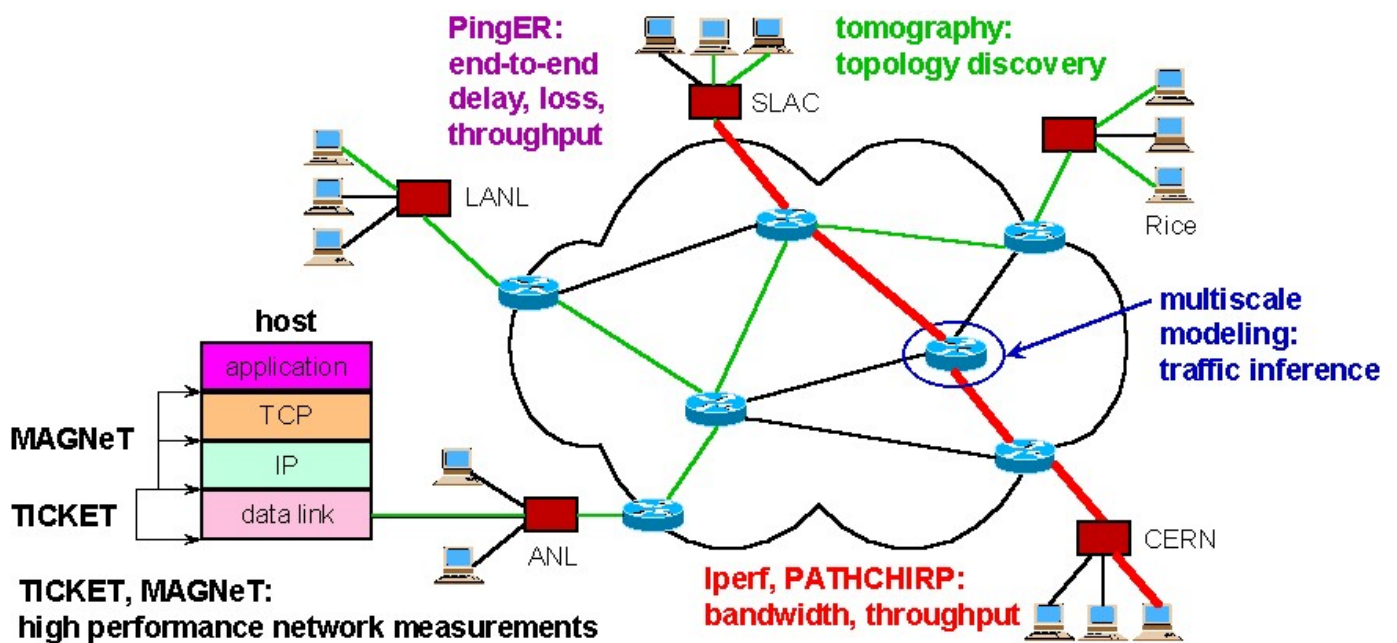 PingER:
end-to-end
delay, loss,
throughput
tomography:
topology discovery
SLAC
LANL
Rice
multiscale
modeling:
traffic inference
host
application
TCP
IP
data link
MAGNeT
TICKET
ANL
CERN
TICKET, MAGNeT:
high performance network measurements
Iperf, PATHCHIRP:
bandwidth, throughput